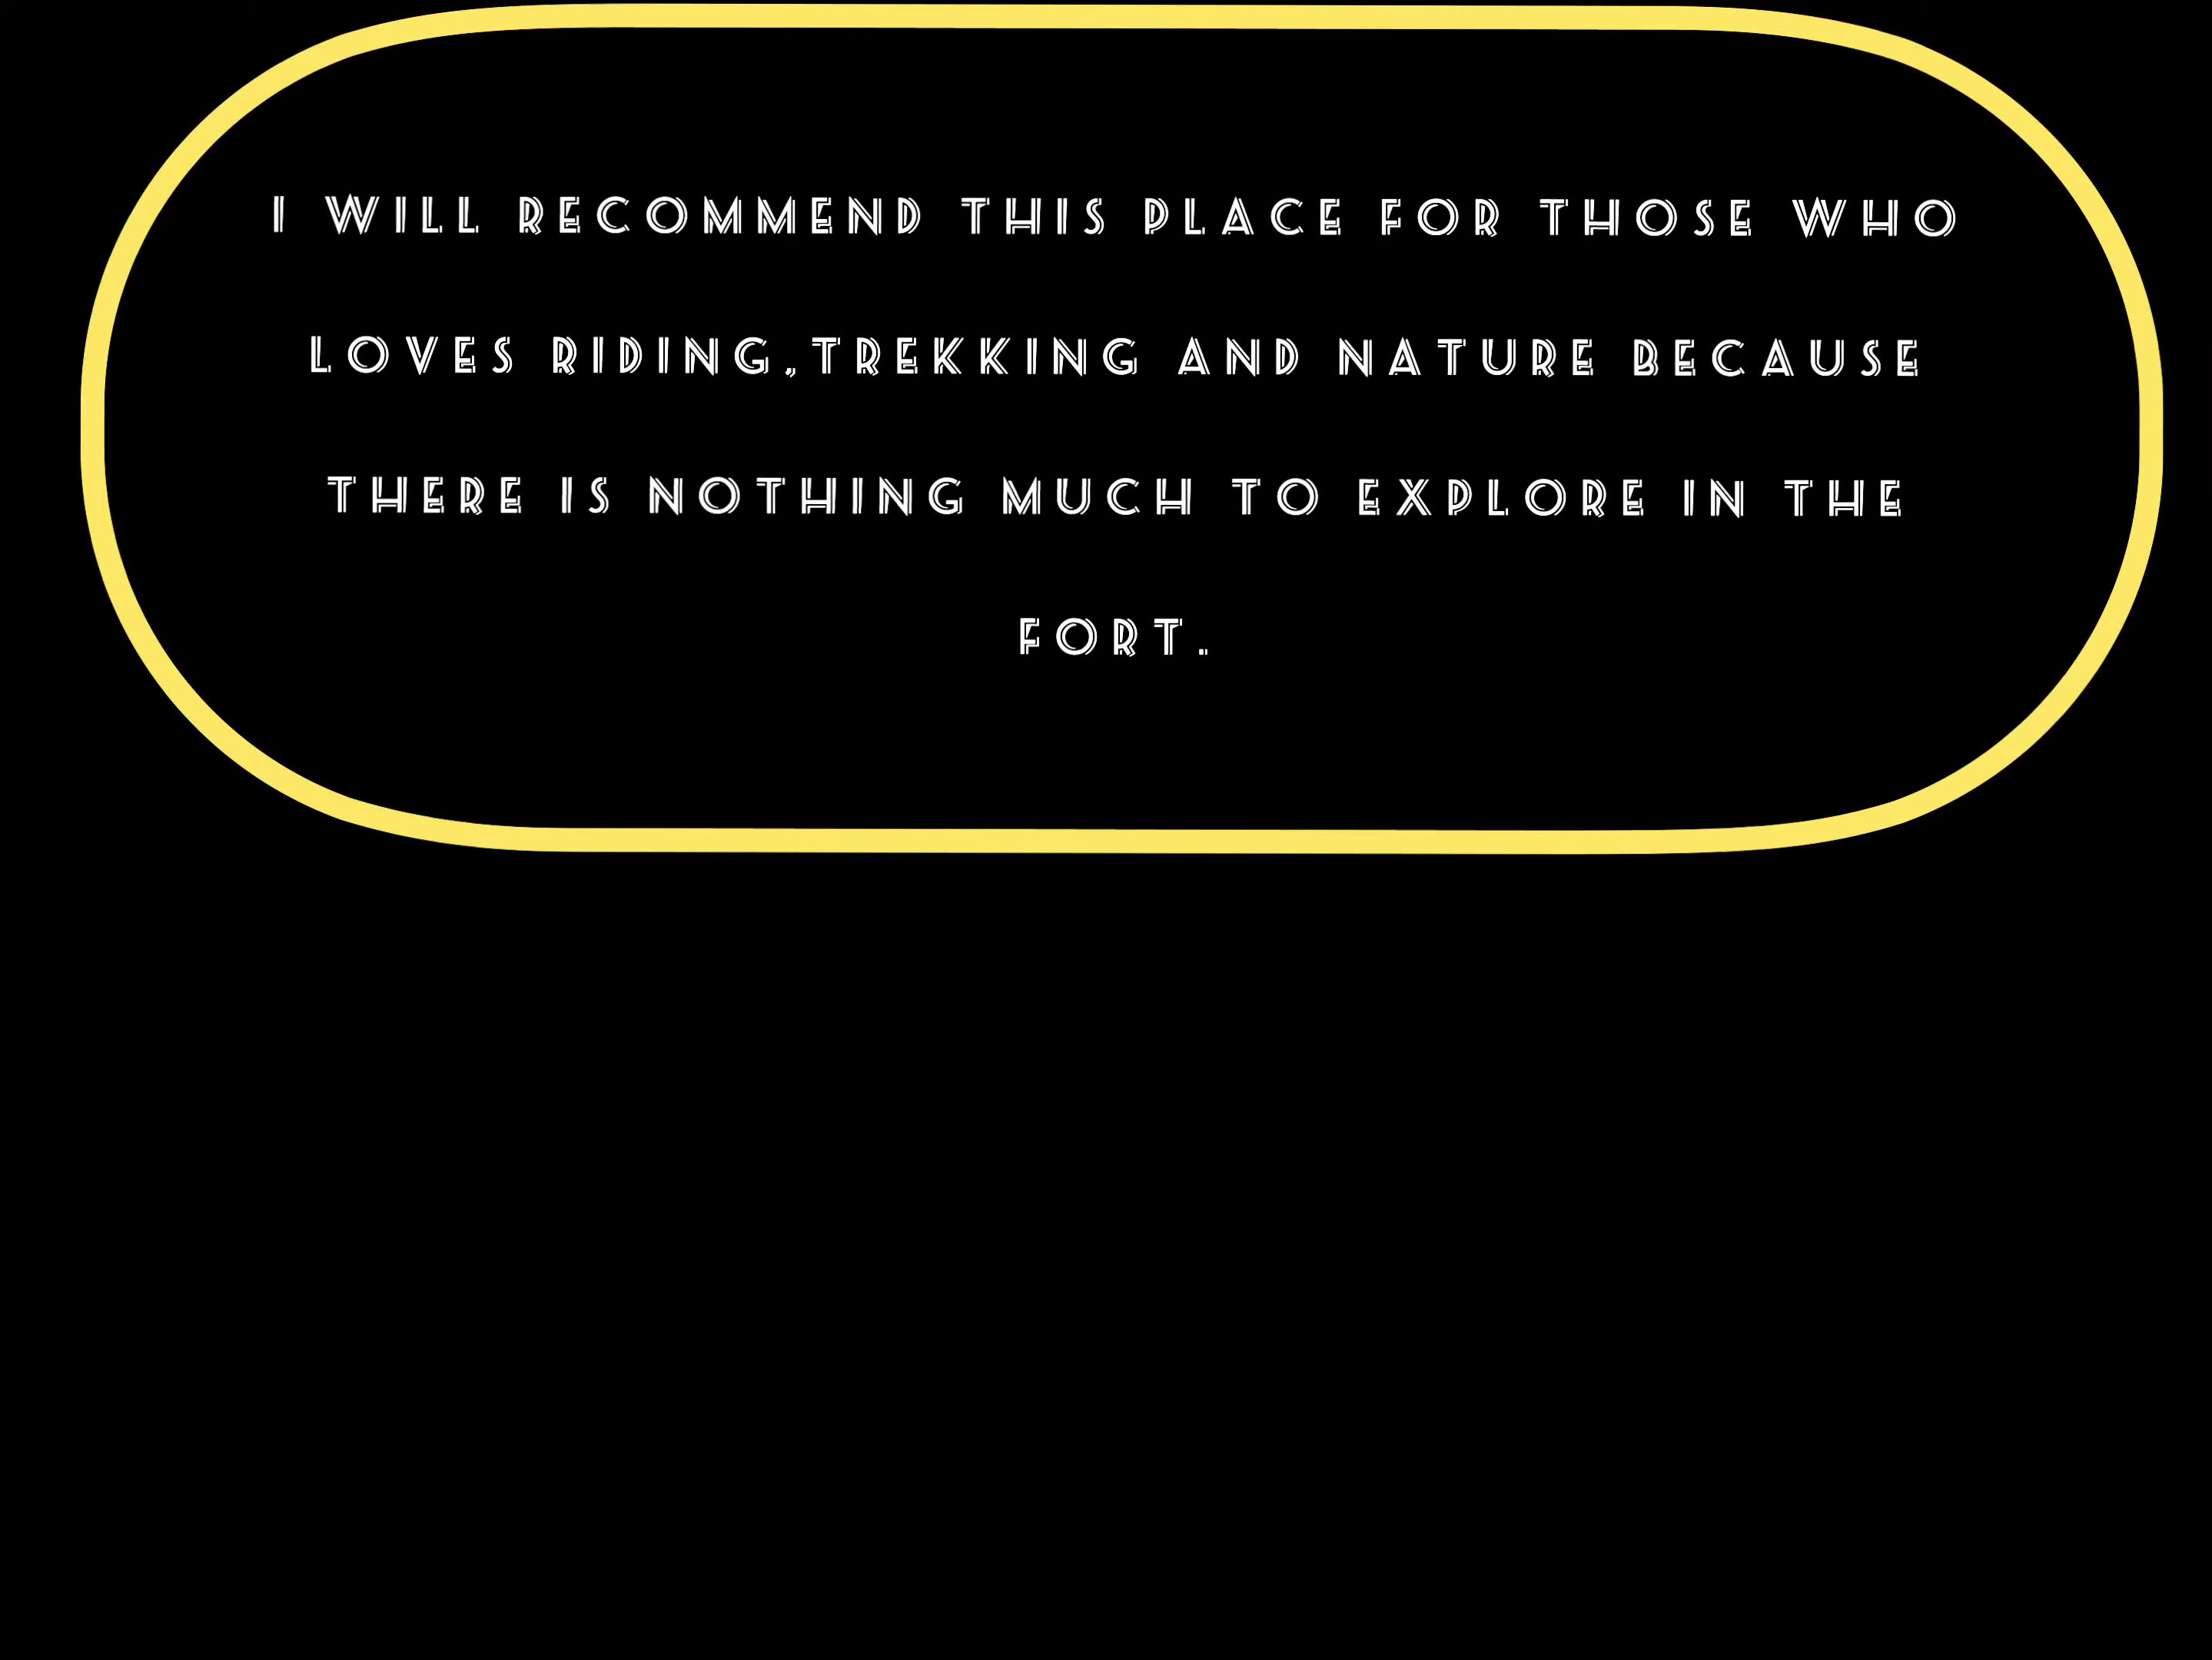 I WILL RECOMMEND THIS PLACE FOR THOSE WHO
LOVES RIDING,TREKKING AND NATURE BECAUSE
THERE IS NOTHING MUCH TO EXPLORE IN THE
FORT.